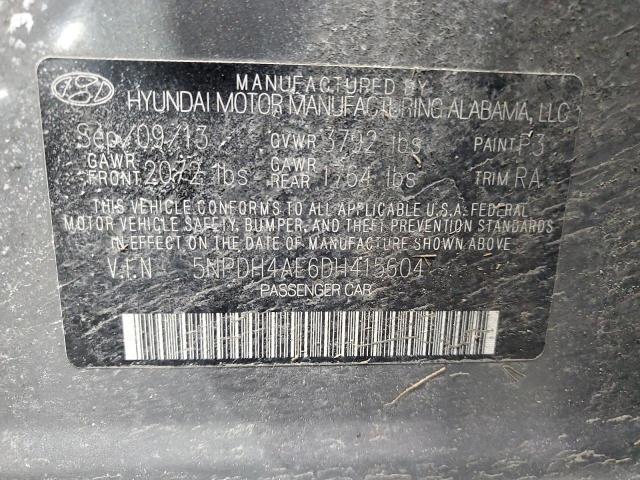 MANUFACTURED BY
HYUNDAI MOTOR MANUFACTURING ALABAMA, LLC
Sep/09/13 GVWR 3792 lbs PAINT P3
GAWR FRONT 2072 lbs GAWR REAR 1764 lbs TRIM RA
THIS VEHICLE CONFORMS TO ALL APPLICABLE U.S.A. FEDERAL
MOTOR VEHICLE SAFETY, BUMPER, AND THEFT PREVENTION STANDARDS
IN EFFECT ON THE DATE OF MANUFACTURE SHOWN ABOVE.
V.I.N
PASSENGER CAR